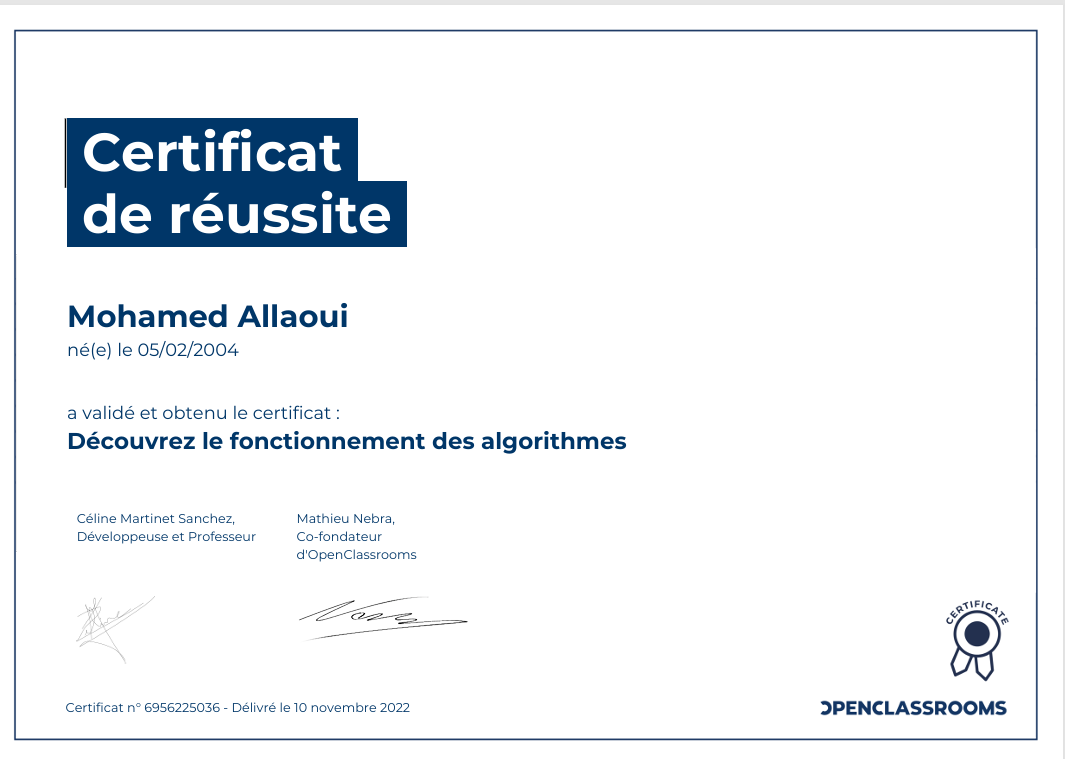 Certificat
de réussite
Mohamed Allaoui
né(e) le 05/02/2004
a validé et obtenu le certificat :
Découvrez le fonctionnement des algorithmes
Céline Martinet Sanchez,
Développeuse et Professeur
Mathieu Nebra,
Co-fondateur
d'OpenClassrooms
CERTIFICATE
Certificat n° 6956225036 - Délivré le 10 novembre 2022
OPENCLASSROOMS